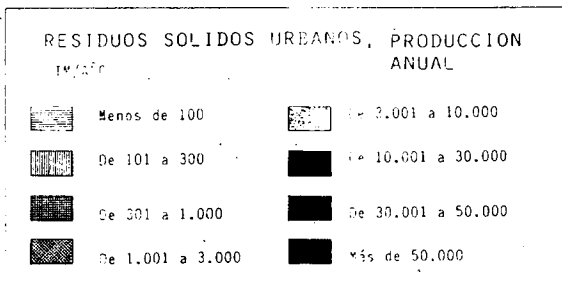 RESIDUOS SOLIDOS URBANOS, PRODUCCION
ANUAL
TM/AÑO
Menos de 100
De 101 a 300
De 301 a 1.000
De 1.001 a 3.000
De 3.001 a 10.000
De 10.001 a 30.000
De 30.001 a 50.000
Más de 50.000